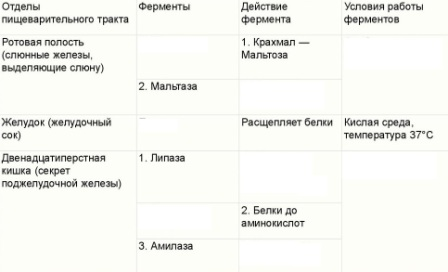 Отделы Ферменты Действие Условия работы
пищеварительного тракта фермента ферментов
Ротовая полость 1. Крахмал —
(слюнные железы, Мальтоза
выделяющие слюну)
2. Мальтаза
Желудок (желудочный Расщепляет белки Кислая среда,
сок) температура 37°C
Двенадцатиперстная 1. Липаза
кишка (секрет
поджелудочной железы)
2. Белки до
аминокислот
3. Амилаза